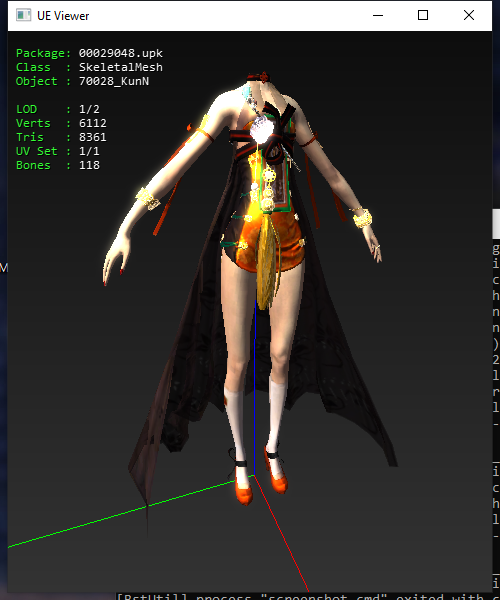 UE Viewer
Package: 00029048.upk
Class : SkeletalMesh
Object : 70028_KunN
LOD : 1/2
Verts : 6112
Tris : 8361
UV Set : 1/1
Bones : 118
M
g
i
c
h
n
n
)
2
l
r
l
-
i
c
h
l
-
i
[RstUtil] process "screenshot.cmd" exited with c